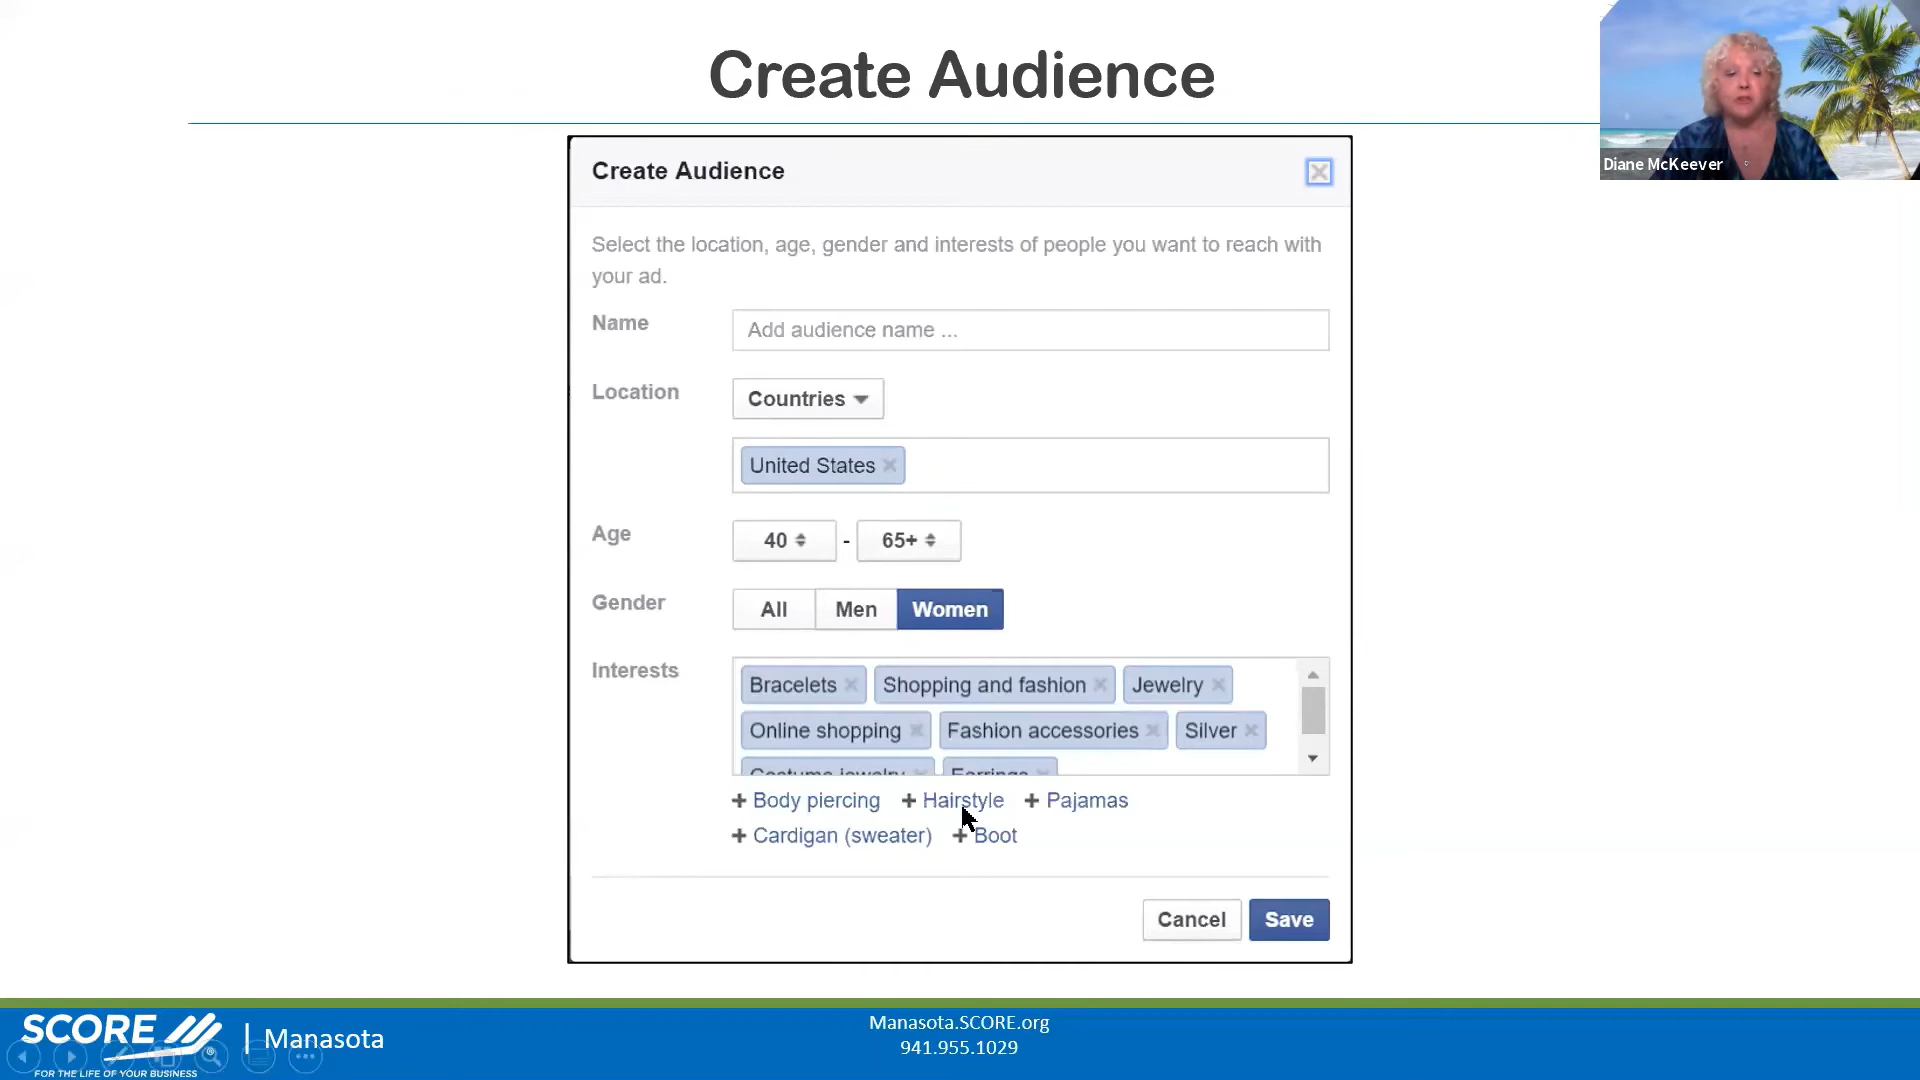 Create Audience
Diane McKeever
Create Audience
Select the location, age, gender and interests of people you want to reach with
your ad.
Name
Add audience name ...
Location
Countries
United States
Age
40 - 65+
Gender
All Men Women
Interests
Bracelets Shopping and fashion Jewelry
Online shopping Fashion accessories Silver
Costume jewelry Earrings
+ Body piercing + Hairstyle + Pajamas
+ Cardigan (sweater) + Boot
Cancel Save
SCORE | Manasota
FOR THE LIFE OF YOUR BUSINESS
Manasota.SCORE.org
941.955.1029